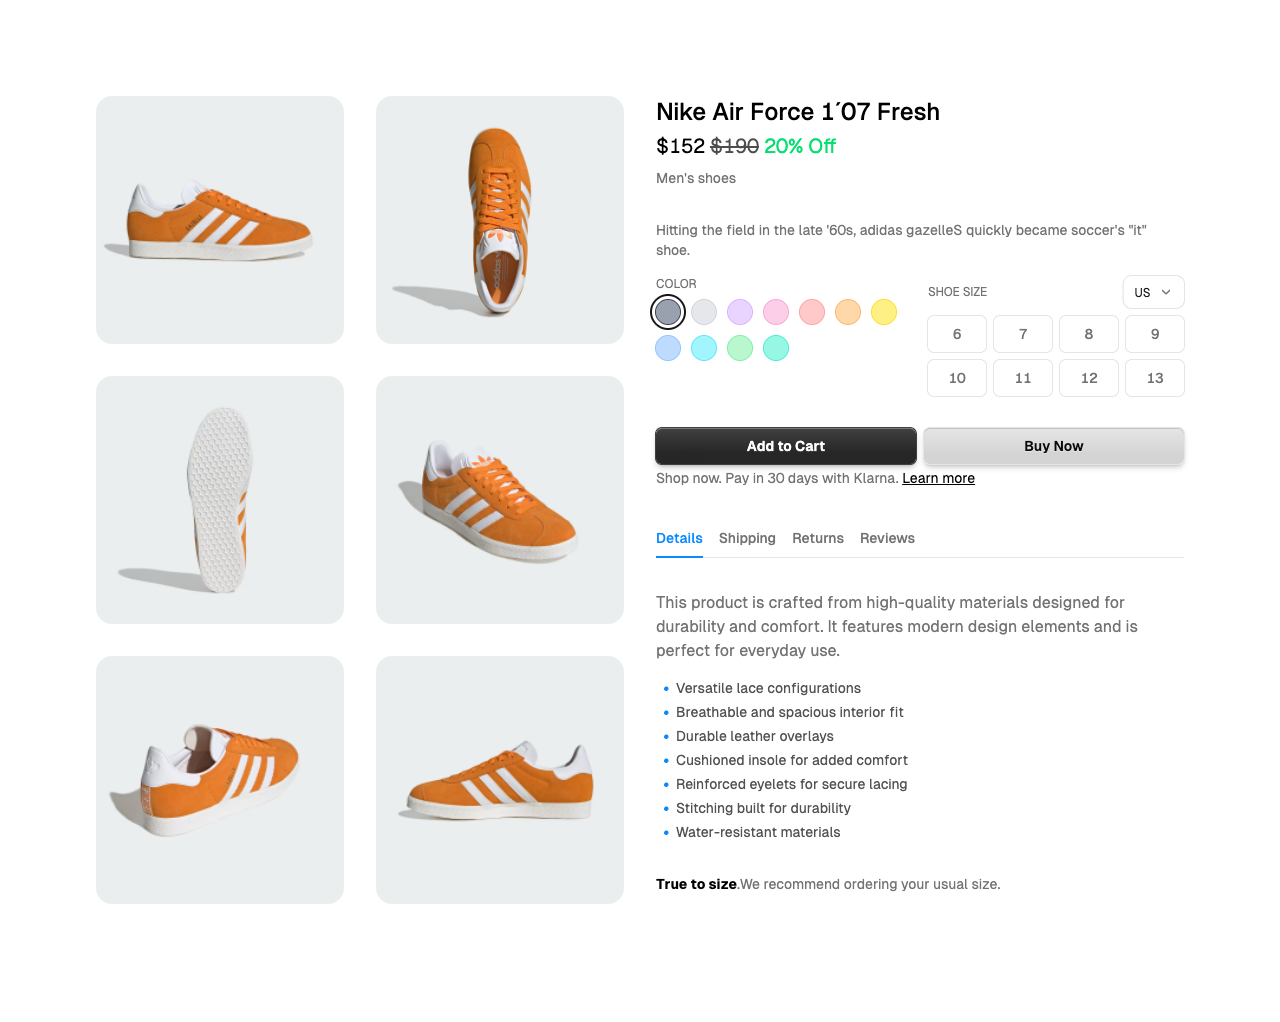 Nike Air Force 1´07 Fresh
$152 $190 20% Off
Men's shoes
Hitting the field in the late '60s, adidas gazelleS quickly became soccer's "it"
shoe.
COLOR
SHOE SIZE
US
6 7 8 9
10 11 12 13
Add to Cart
Buy Now
Shop now. Pay in 30 days with Klarna. Learn more
Details Shipping Returns Reviews
This product is crafted from high-quality materials designed for
durability and comfort. It features modern design elements and is
perfect for everyday use.
Versatile lace configurations
Breathable and spacious interior fit
Durable leather overlays
Cushioned insole for added comfort
Reinforced eyelets for secure lacing
Stitching built for durability
Water-resistant materials
True to size.We recommend ordering your usual size.
adidas